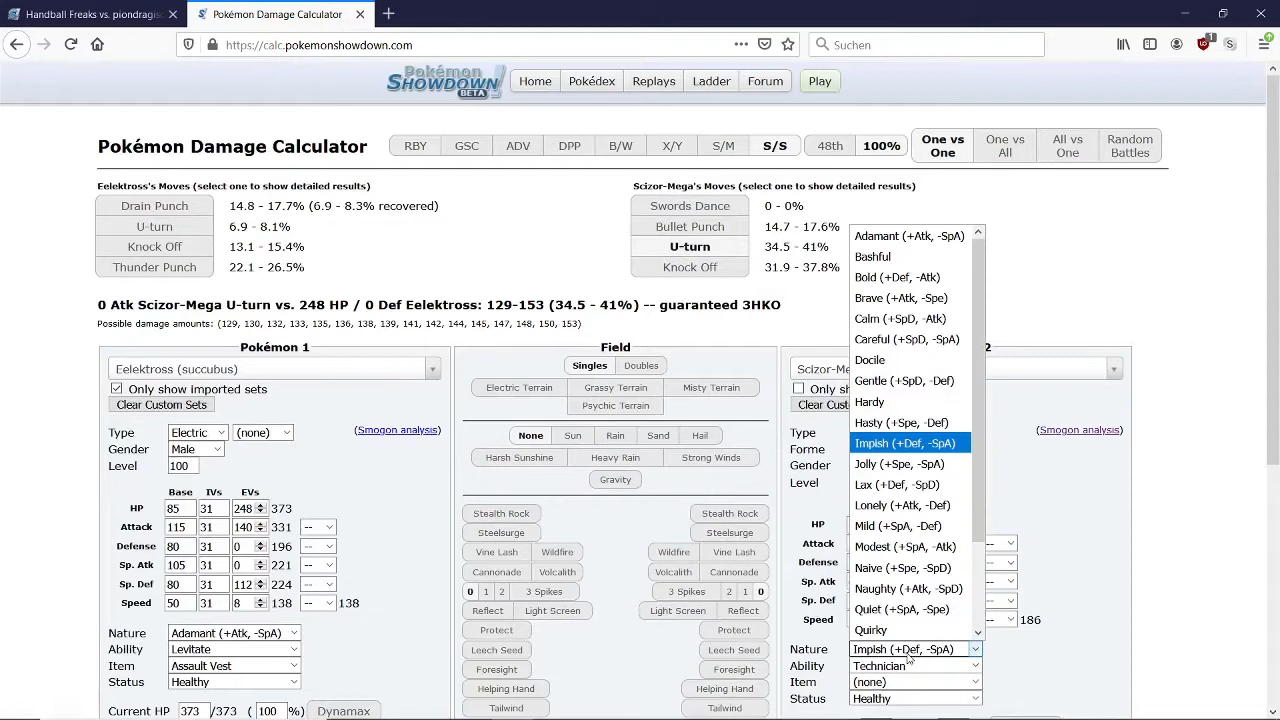 Handball Freaks vs. piondragis
Pokémon Damage Calculator
https://calc.pokemonshowdown.com
Suchen
1
Pokémon
SHOWDOWN!
BETA
Home
Pokédex
Replays
Ladder
Forum
Play
Pokémon Damage Calculator
RBY GSC ADV DPP B/W X/Y S/M S/S
48th 100%
One vs One
One vs All
All vs One
Random Battles
Eelektross's Moves (select one to show detailed results)
Drain Punch 14.8 - 17.7% (6.9 - 8.3% recovered)
U-turn 6.9 - 8.1%
Knock Off 13.1 - 15.4%
Thunder Punch 22.1 - 26.5%
Scizor-Mega's Moves (select one to show detailed results)
Swords Dance 0 - 0%
Bullet Punch 14.7 - 17.6%
U-turn 34.5 - 41%
Knock Off 31.9 - 37.8%
0 Atk Scizor-Mega U-turn vs. 248 HP / 0 Def Eelektross: 129-153 (34.5 - 41%) -- guaranteed 3HKO
Possible damage amounts: (129, 130, 132, 133, 135, 136, 138, 139, 141, 142, 144, 145, 147, 148, 150, 153)
Pokémon 1
Eelektross (succubus)
Only show imported sets
Clear Custom Sets
Type Electric (none) (Smogon analysis)
Gender Male
Level 100
Base IVs EVs
HP 85 31 248 373
Attack 115 31 140 331 --
Defense 80 31 0 196 --
Sp. Atk 105 31 0 221 --
Sp. Def 80 31 112 224 --
Speed 50 31 8 138 -- 138
Nature Adamant (+Atk, -SpA)
Ability Levitate
Item Assault Vest
Status Healthy
Current HP 373 /373 ( 100 %) Dynamax
Field
Singles Doubles
Electric Terrain Grassy Terrain Misty Terrain
Psychic Terrain
None Sun Rain Sand Hail
Harsh Sunshine Heavy Rain Strong Winds
Gravity
Stealth Rock Stealth Rock
Steelsurge Steelsurge
Vine Lash Wildfire Wildfire Vine Lash
Cannonade Volcalith Volcalith Cannonade
0 1 2 3 Spikes 3 Spikes 2 1 0
Reflect Light Screen Light Screen Reflect
Protect Protect
Leech Seed Leech Seed
Foresight Foresight
Helping Hand Helping Hand
Tailwind Tailwind
2
Scizor-Me
Only sh
Clear Custo
Type
(Smogon analysis)
Forme
Gender
Level
HP
Attack --
Defense --
Sp. Atk --
Sp. Def --
Speed -- 186
Adamant (+Atk, -SpA)
Bashful
Bold (+Def, -Atk)
Brave (+Atk, -Spe)
Calm (+SpD, -Atk)
Careful (+SpD, -SpA)
Docile
Gentle (+SpD, -Def)
Hardy
Hasty (+Spe, -Def)
Impish (+Def, -SpA)
Jolly (+Spe, -SpA)
Lax (+Def, -SpD)
Lonely (+Atk, -Def)
Mild (+SpA, -Def)
Modest (+SpA, -Atk)
Naive (+Spe, -SpD)
Naughty (+Atk, -SpD)
Quiet (+SpA, -Spe)
Quirky
Nature Impish (+Def, -SpA)
Ability Technician
Item (none)
Status Healthy